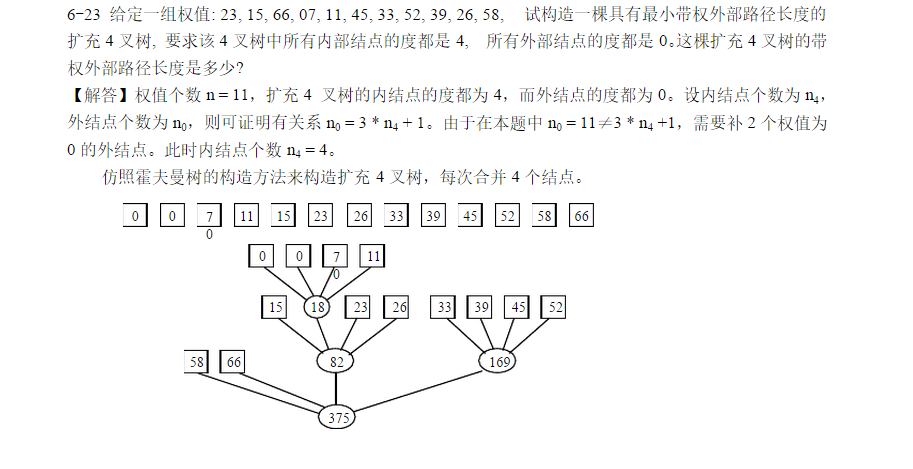 6-23 给定一组权值: 23, 15, 66, 07, 11, 45, 33, 52, 39, 26, 58, 试构造一棵具有最小带权外部路径长度的
扩充 4 叉树, 要求该 4 叉树中所有内部结点的度都是 4, 所有外部结点的度都是 0。这棵扩充 4 叉树的带
权外部路径长度是多少?
【解答】权值个数 n = 11，扩充 4 叉树的内结点的度都为 4，而外结点的度都为 0。设内结点个数为 n₄，
外结点个数为 n₀，则可证明有关系 n₀ = 3 * n₄ + 1。由于在本题中 n₀ = 11≠3 * n₄ +1，需要补 2 个权值为
0 的外结点。此时内结点个数 n₄ = 4。
仿照霍夫曼树的构造方法来构造扩充 4 叉树，每次合并 4 个结点。
0 0 7 11 15 23 26 33 39 45 52 58 66
0
0 0 7 11
0
15 18 23 26 33 39 45 52
58 66 82 169
375